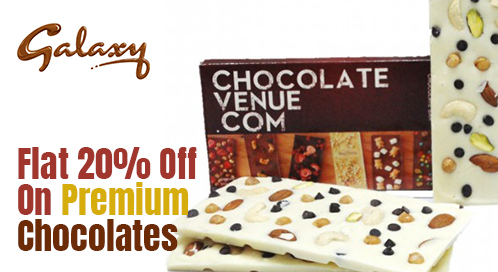 Galaxy
CHOCOLATE
VENUE
.COM
Flat 20% Off
On Premium
Chocolates